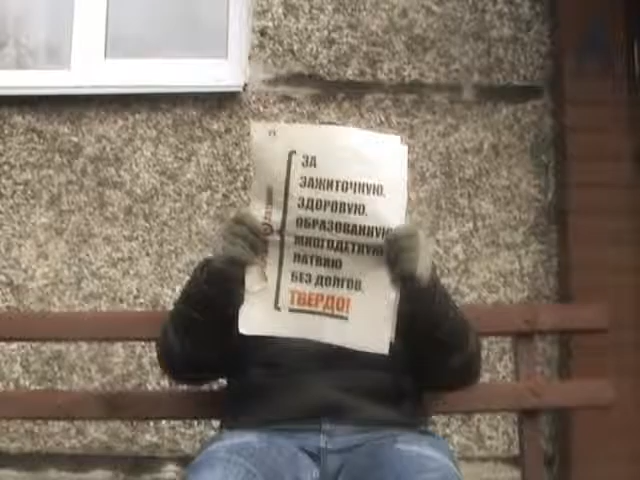 ЗА
ЗАЖИТОЧНУЮ,
ЗДОРОВУЮ,
ОБРАЗОВАННУЮ
МНОГОДЕТНУЮ
ЛАТВИЮ
БЕЗ ДОЛГОВ.
ТВЕРДО!